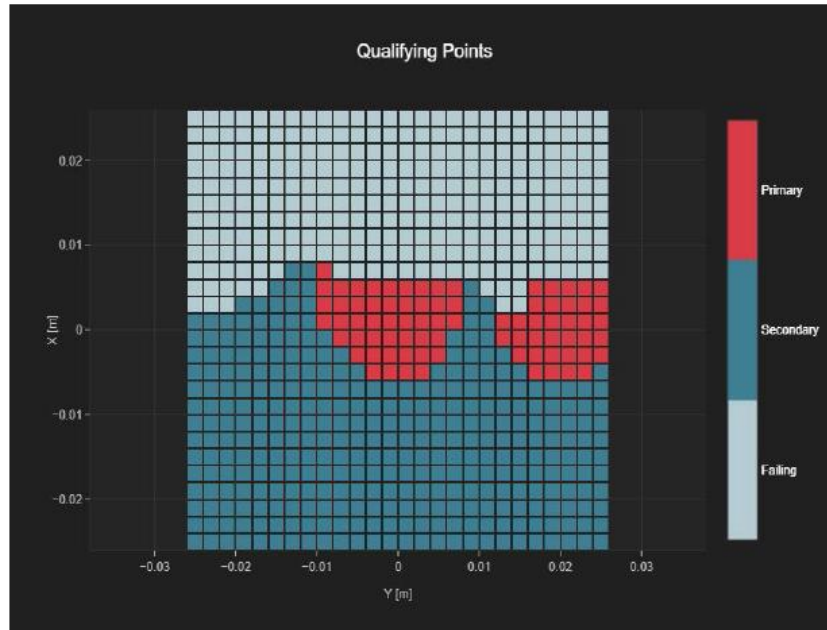 Qualifying Points
0.02
0.01
0
−0.01
−0.02
X [m]
−0.03
−0.02
−0.01
0
0.01
0.02
0.03
Y [m]
Primary
Secondary
Failing